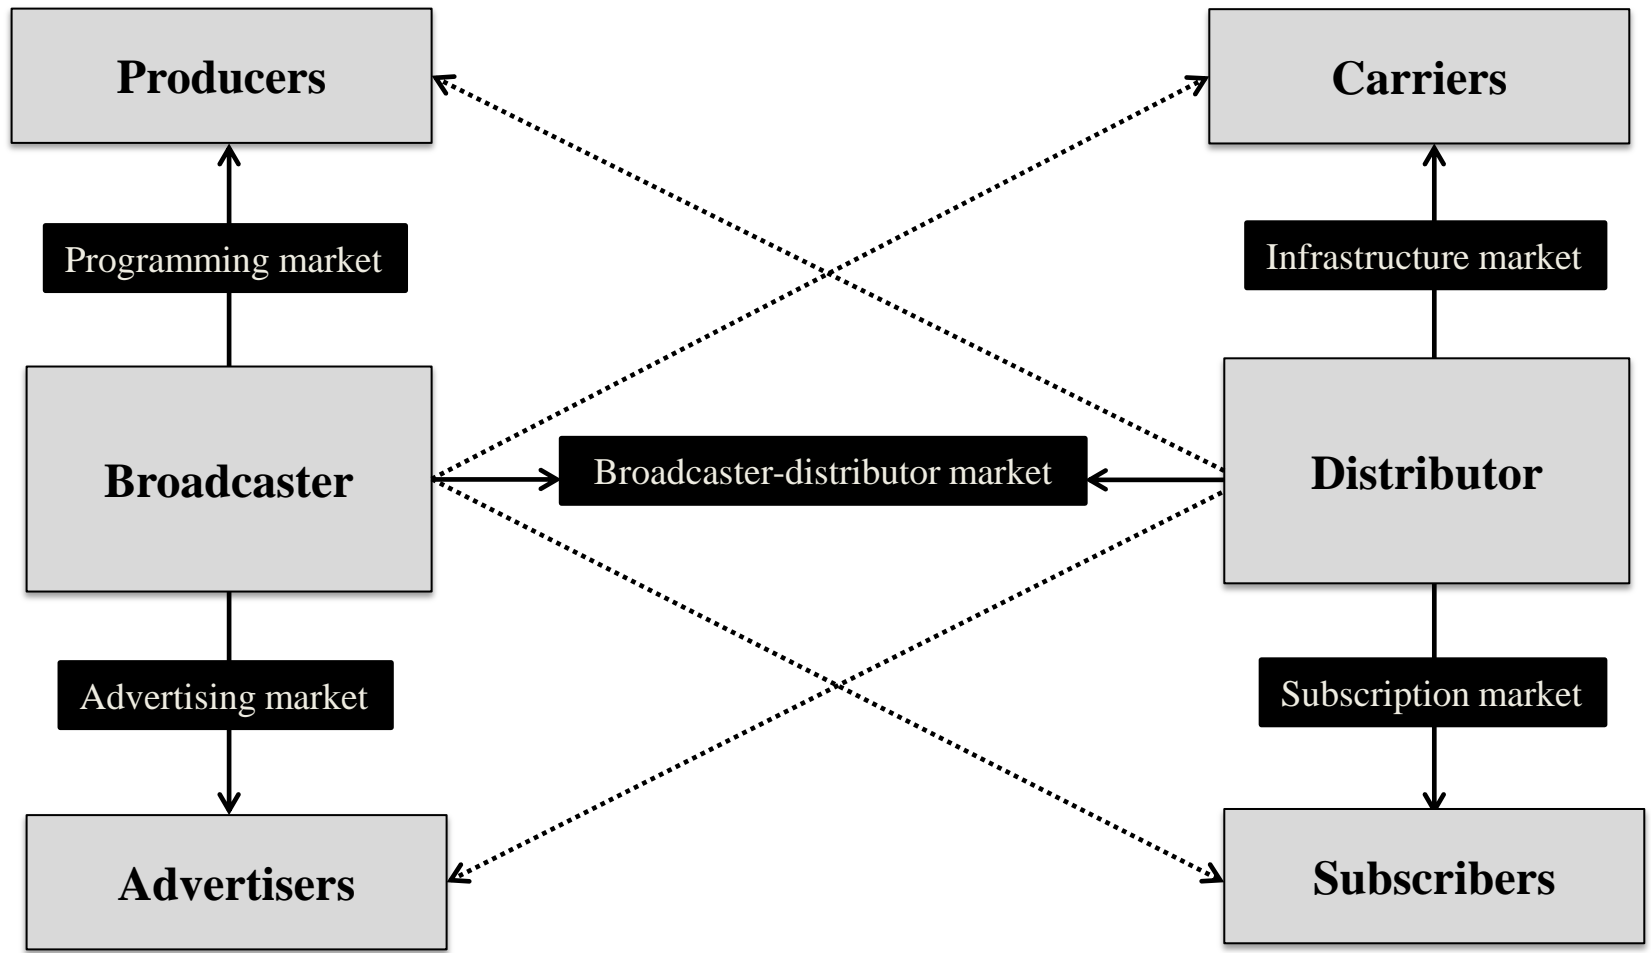 Producers
Carriers
Programming market
Infrastructure market
Broadcaster
Broadcaster-distributor market
Distributor
Advertising market
Subscription market
Advertisers
Subscribers